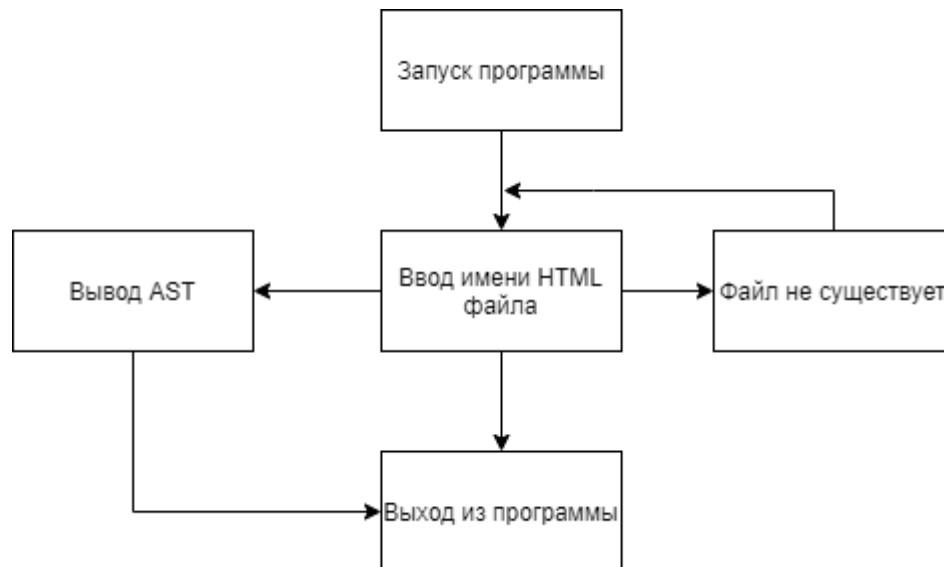 Запуск программы
Вывод AST
Ввод имени HTML
файла
Файл не существует
Выход из программы